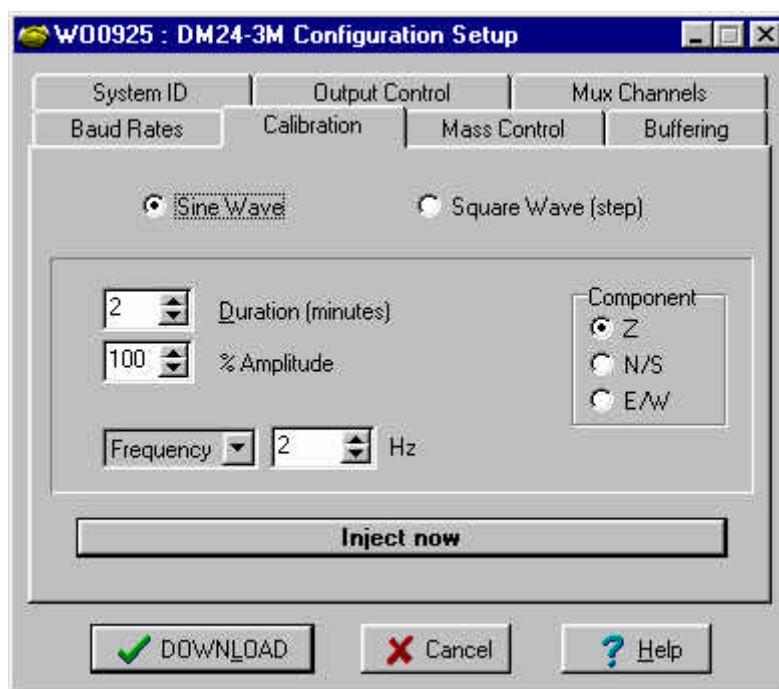 WO0925 : DM24-3M Configuration Setup
System ID
Output Control
Mux Channels
Baud Rates
Calibration
Mass Control
Buffering
Sine Wave
Square Wave (step)
2
Duration (minutes)
100
% Amplitude
Component
Z
N/S
E/W
Frequency
2
Hz
Inject now
DOWNLOAD
Cancel
Help